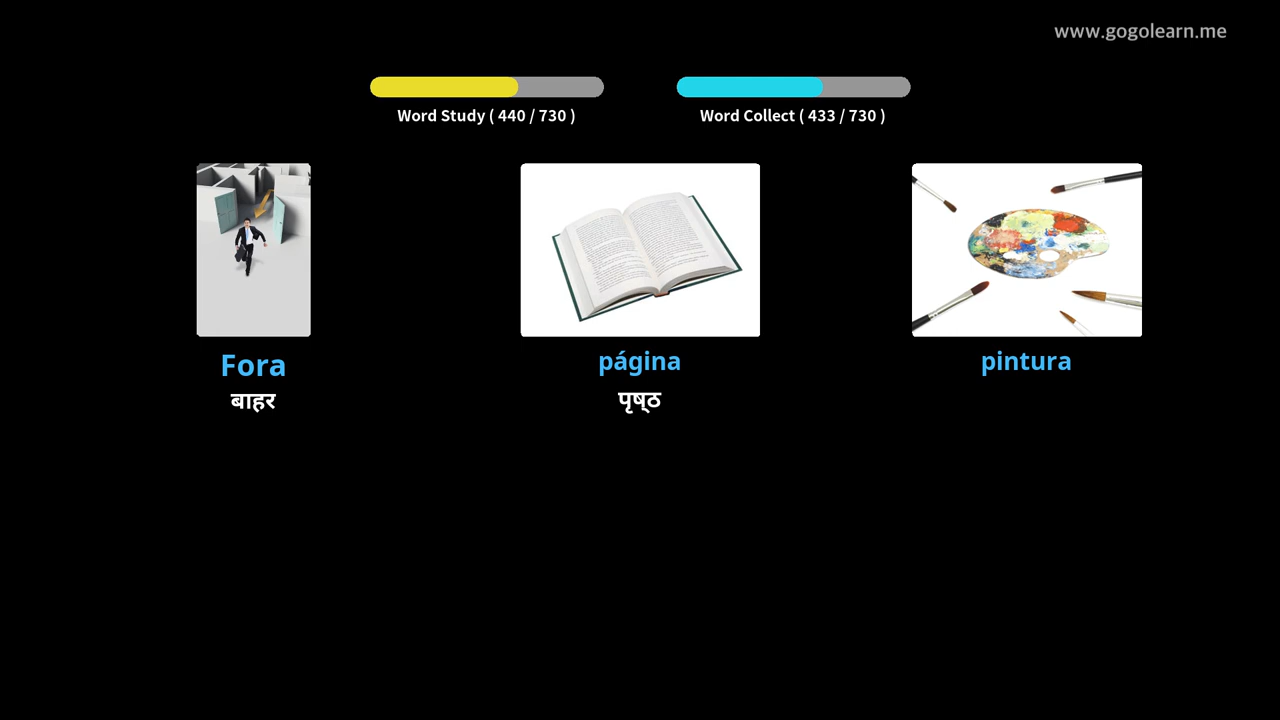 www.gogolearn.me
Word Study ( 440 / 730 )
Word Collect ( 433 / 730 )
Fora
बाहर
página
पृष्ठ
pintura